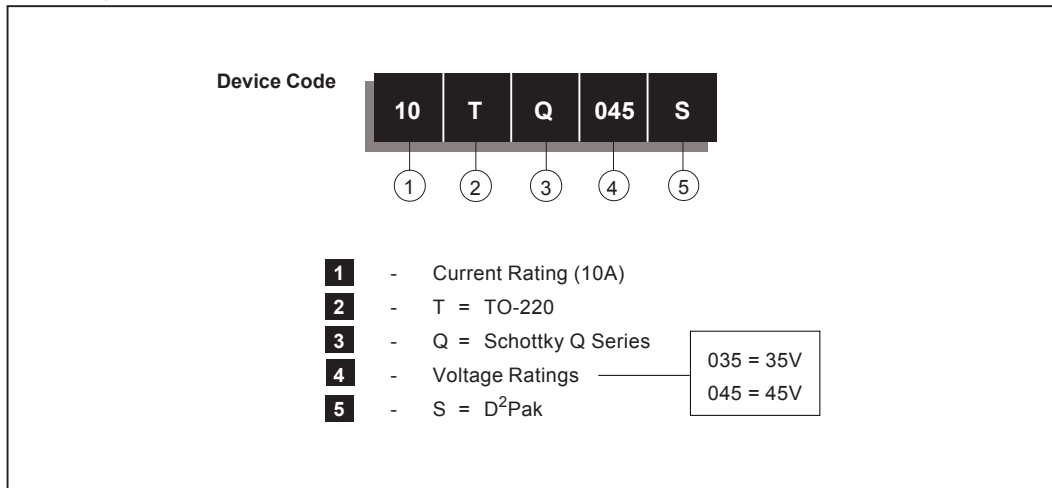 Device Code
10 T Q 045 S
1 2 3 4 5
1 - Current Rating (10A)
2 - T = TO-220
3 - Q = Schottky Q Series
4 - Voltage Ratings
5 - S = D²Pak
035 = 35V
045 = 45V